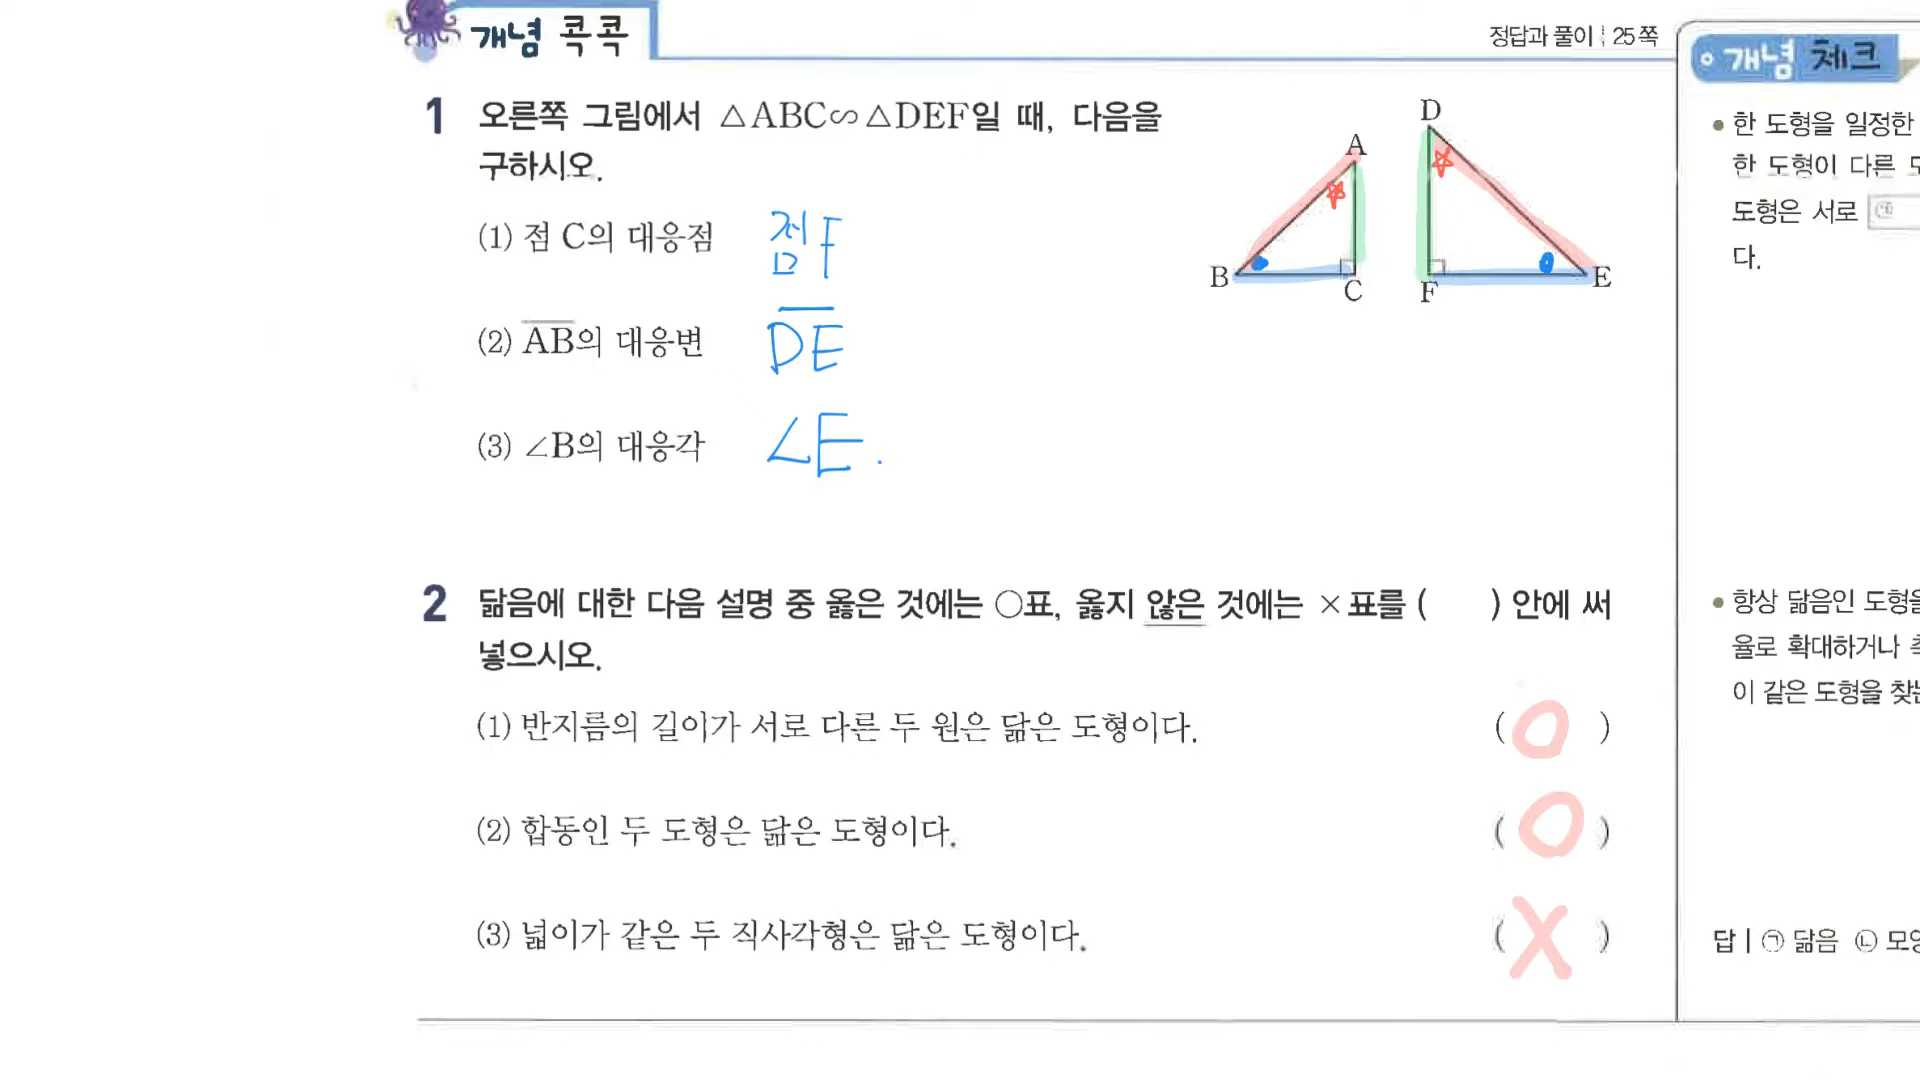 개념 콕콕
정답과 풀이 | 25쪽
1 오른쪽 그림에서 △ABC∽△DEF일 때, 다음을
구하시오.
(1) 점 C의 대응점 점 F
(2) A̅B̅의 대응변 D̅E̅
(3) ∠B의 대응각 ∠E.
A
B
C
D
F
E
2 닮음에 대한 다음 설명 중 옳은 것에는 ○표, 옳지 않은 것에는 ×표를 ( ) 안에 써
넣으시오.
(1) 반지름의 길이가 서로 다른 두 원은 닮은 도형이다. ( O )
(2) 합동인 두 도형은 닮은 도형이다. ( O )
(3) 넓이가 같은 두 직사각형은 닮은 도형이다. ( X )
개념 체크
• 한 도형을 일정한
한 도형이 다른
도형은 서로 ㉠
다.
• 항상 닮음인 도형을
율로 확대하거나
이 같은 도형을 찾는
답 | ㉠ 닮음 ㉡ 모양